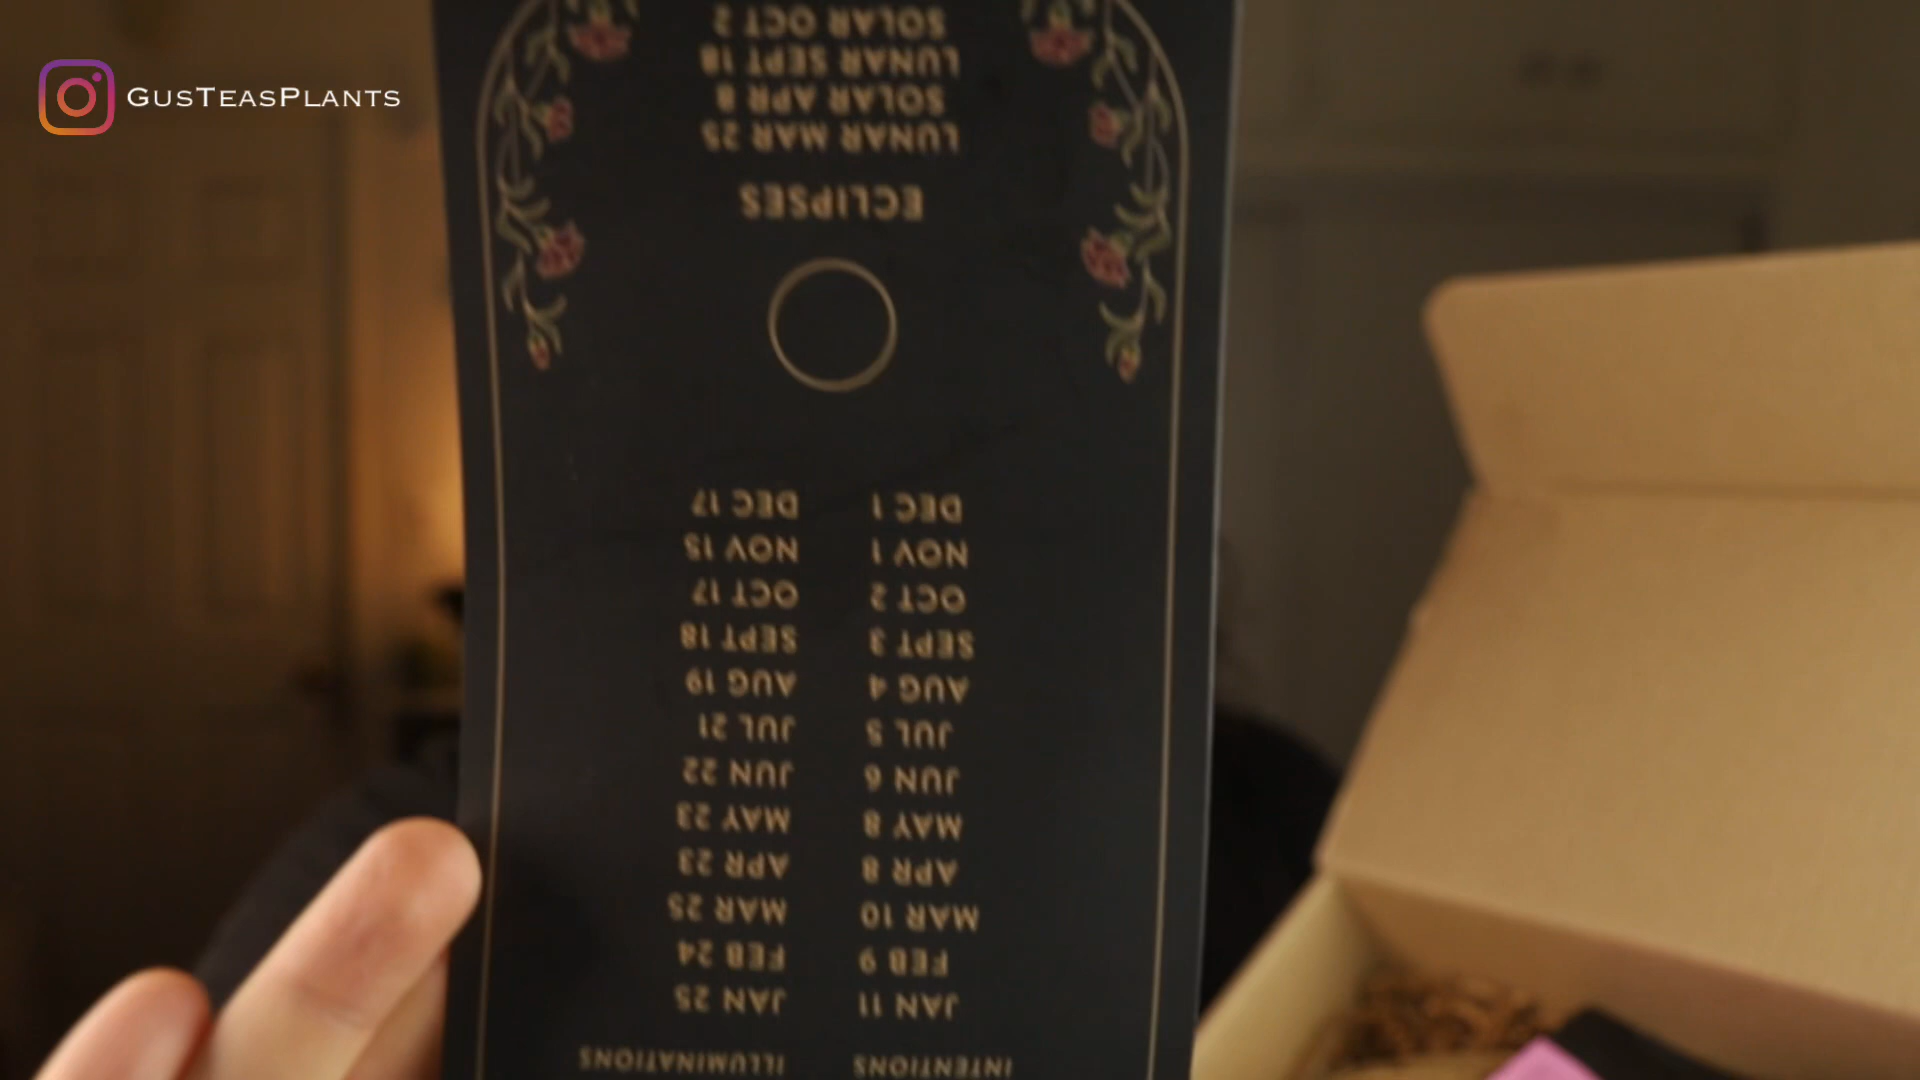 GUSTEASPLANTS
INTENTIONS ILLUMINATIONS
JAN 11 JAN 25
FEB 9 FEB 24
MAR 10 MAR 25
APR 8 APR 23
MAY 8 MAY 23
JUN 6 JUN 22
JUL 5 JUL 21
AUG 4 AUG 19
SEPT 3 SEPT 18
OCT 2 OCT 17
NOV 1 NOV 15
DEC 1 DEC 17
ECLIPSES
LUNAR MAR 25
SOLAR APR 8
LUNAR SEPT 18
SOLAR OCT 2